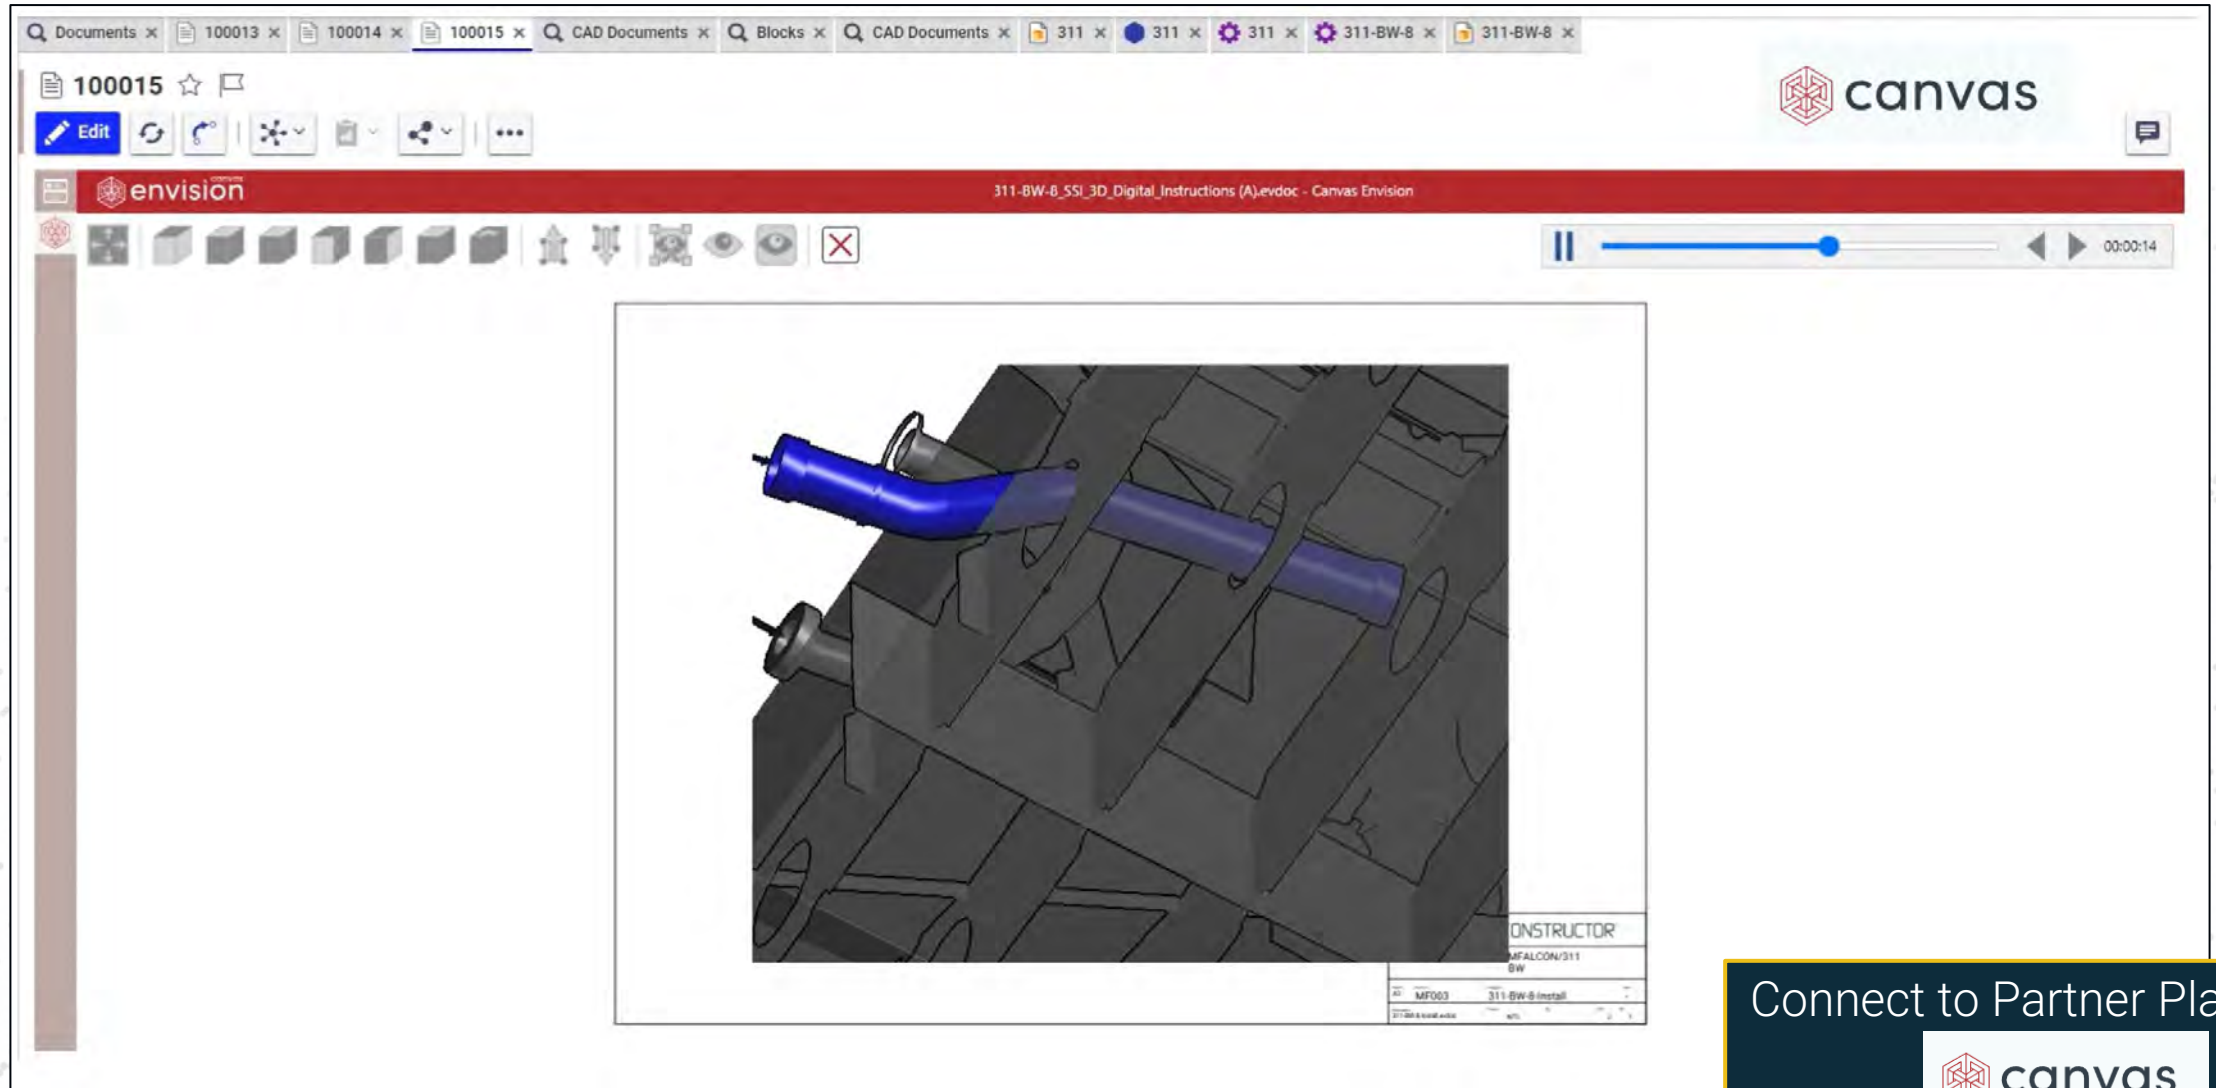 Documents 100013 100014 100015 CAD Documents Blocks CAD Documents 311 311 311 311-BW-8 311-BW-8
100015
canvas
Edit
canvas
envision
311-BW-8_SSI_3D_Digital_Instructions (A).evdoc - Canvas Envision
00:00:14
ONSTRUCTOR
MFALCON/311
BW
MF003 311-BW-8-Install
Connect to Partner Pla
canvas